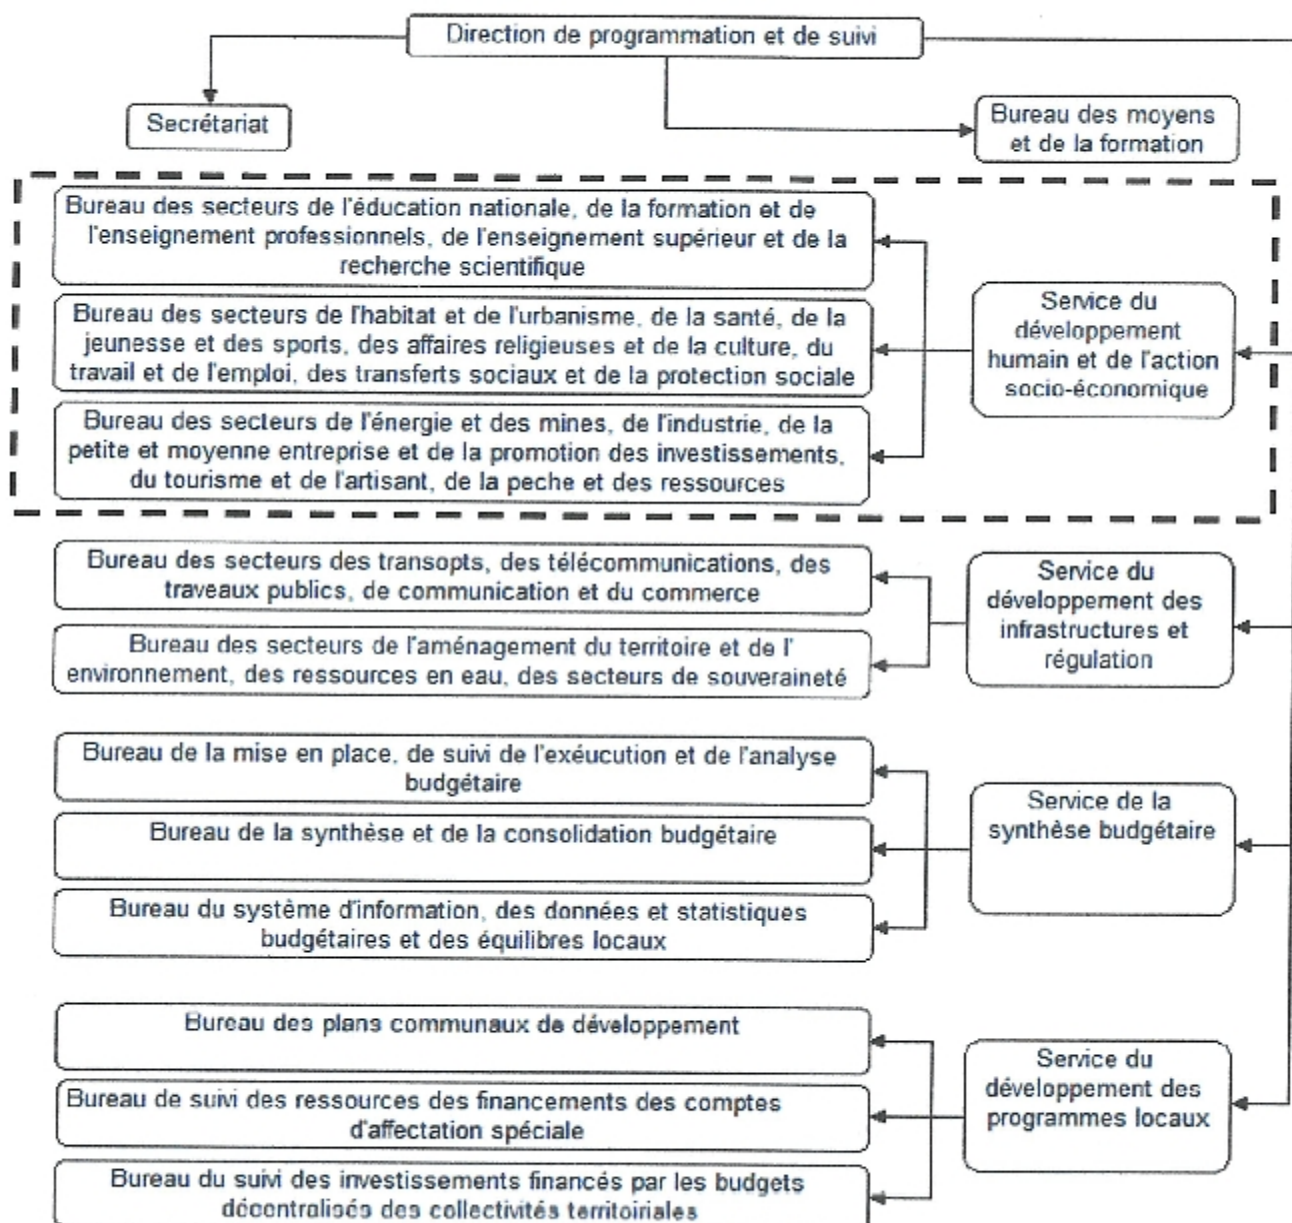 Direction de programmation et de suivi
Secrétariat
Bureau des moyens
et de la formation
Bureau des secteurs de l'éducation nationale, de la formation et de
l'enseignement professionnels, de l'enseignement supérieur et de la
recherche scientifique
Bureau des secteurs de l'habitat et de l'urbanisme, de la santé, de la
jeunesse et des sports, des affaires religieuses et de la culture, du
travail et de l'emploi, des transferts sociaux et de la protection sociale
Bureau des secteurs de l'énergie et des mines, de l'industrie, de la
petite et moyenne entreprise et de la promotion des investissements,
du tourisme et de l'artisant, de la peche et des ressources
Service du
développement
humain et de l'action
socio-économique
Bureau des secteurs des transopts, des télécommunications, des
traveaux publics, de communication et du commerce
Bureau des secteurs de l'aménagement du territoire et de l'
environnement, des ressources en eau, des secteurs de souveraineté
Service du
développement des
infrastructures et
régulation
Bureau de la mise en place, de suivi de l'exéucution et de l'analyse
budgétaire
Bureau de la synthèse et de la consolidation budgétaire
Bureau du système d'information, des données et statistiques
budgétaires et des équilibres locaux
Service de la
synthèse budgétaire
Bureau des plans communaux de développement
Bureau de suivi des ressources des financements des comptes
d'affectation spéciale
Bureau du suivi des investissements financés par les budgets
décentralisés des collectivités territoiriales
Service du
développement des
programmes locaux